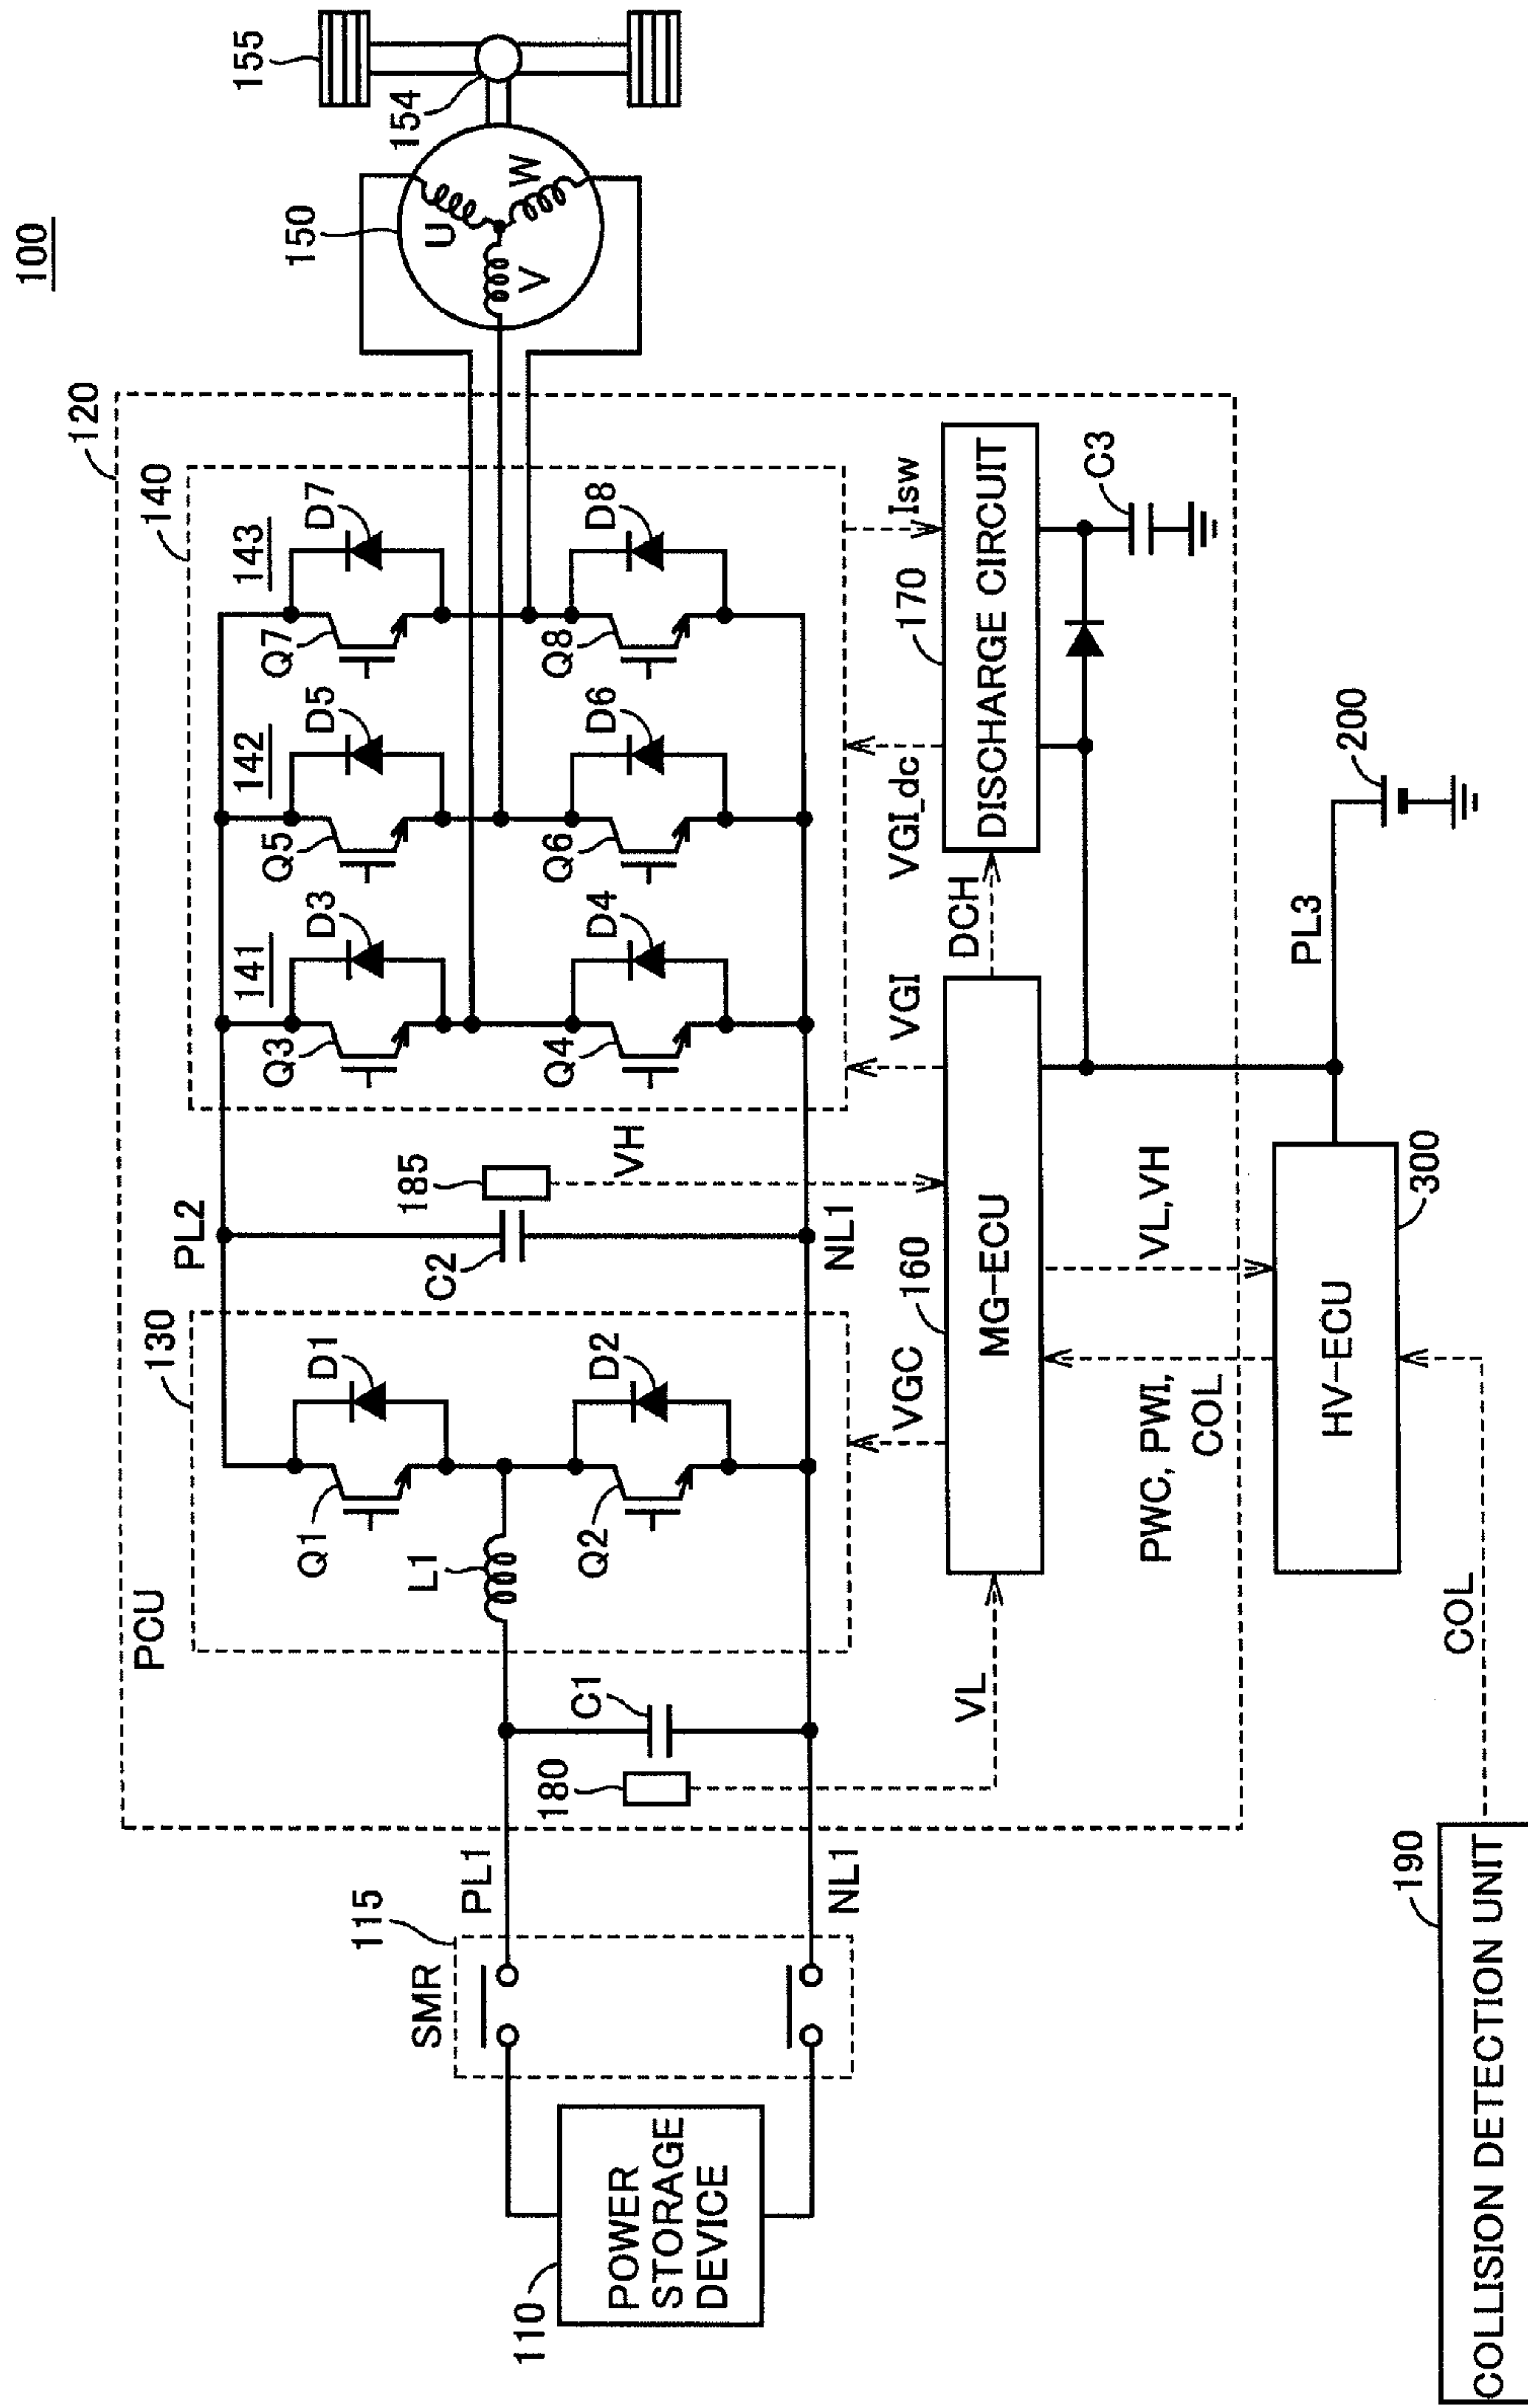 100
155
154
150
U
V
W
120
140
143
142
141
D7
D5
D3
Q7
Q5
Q3
D8
D6
D4
Q8
Q6
Q4
PL2
185
VH
C2
NL1
130
D1
Q1
D2
Q2
L1
PCU
C1
180
PL1
NL1
115
SMR
110
POWER
STORAGE
DEVICE
VL
VGC
VGI
VGI_dc
Isw
160
MG-ECU
DCH
170
DISCHARGE CIRCUIT
C3
PL3
200
VL,VH
PWC, PWI,
COL
HV-ECU
300
COL
190
COLLISION DETECTION UNIT